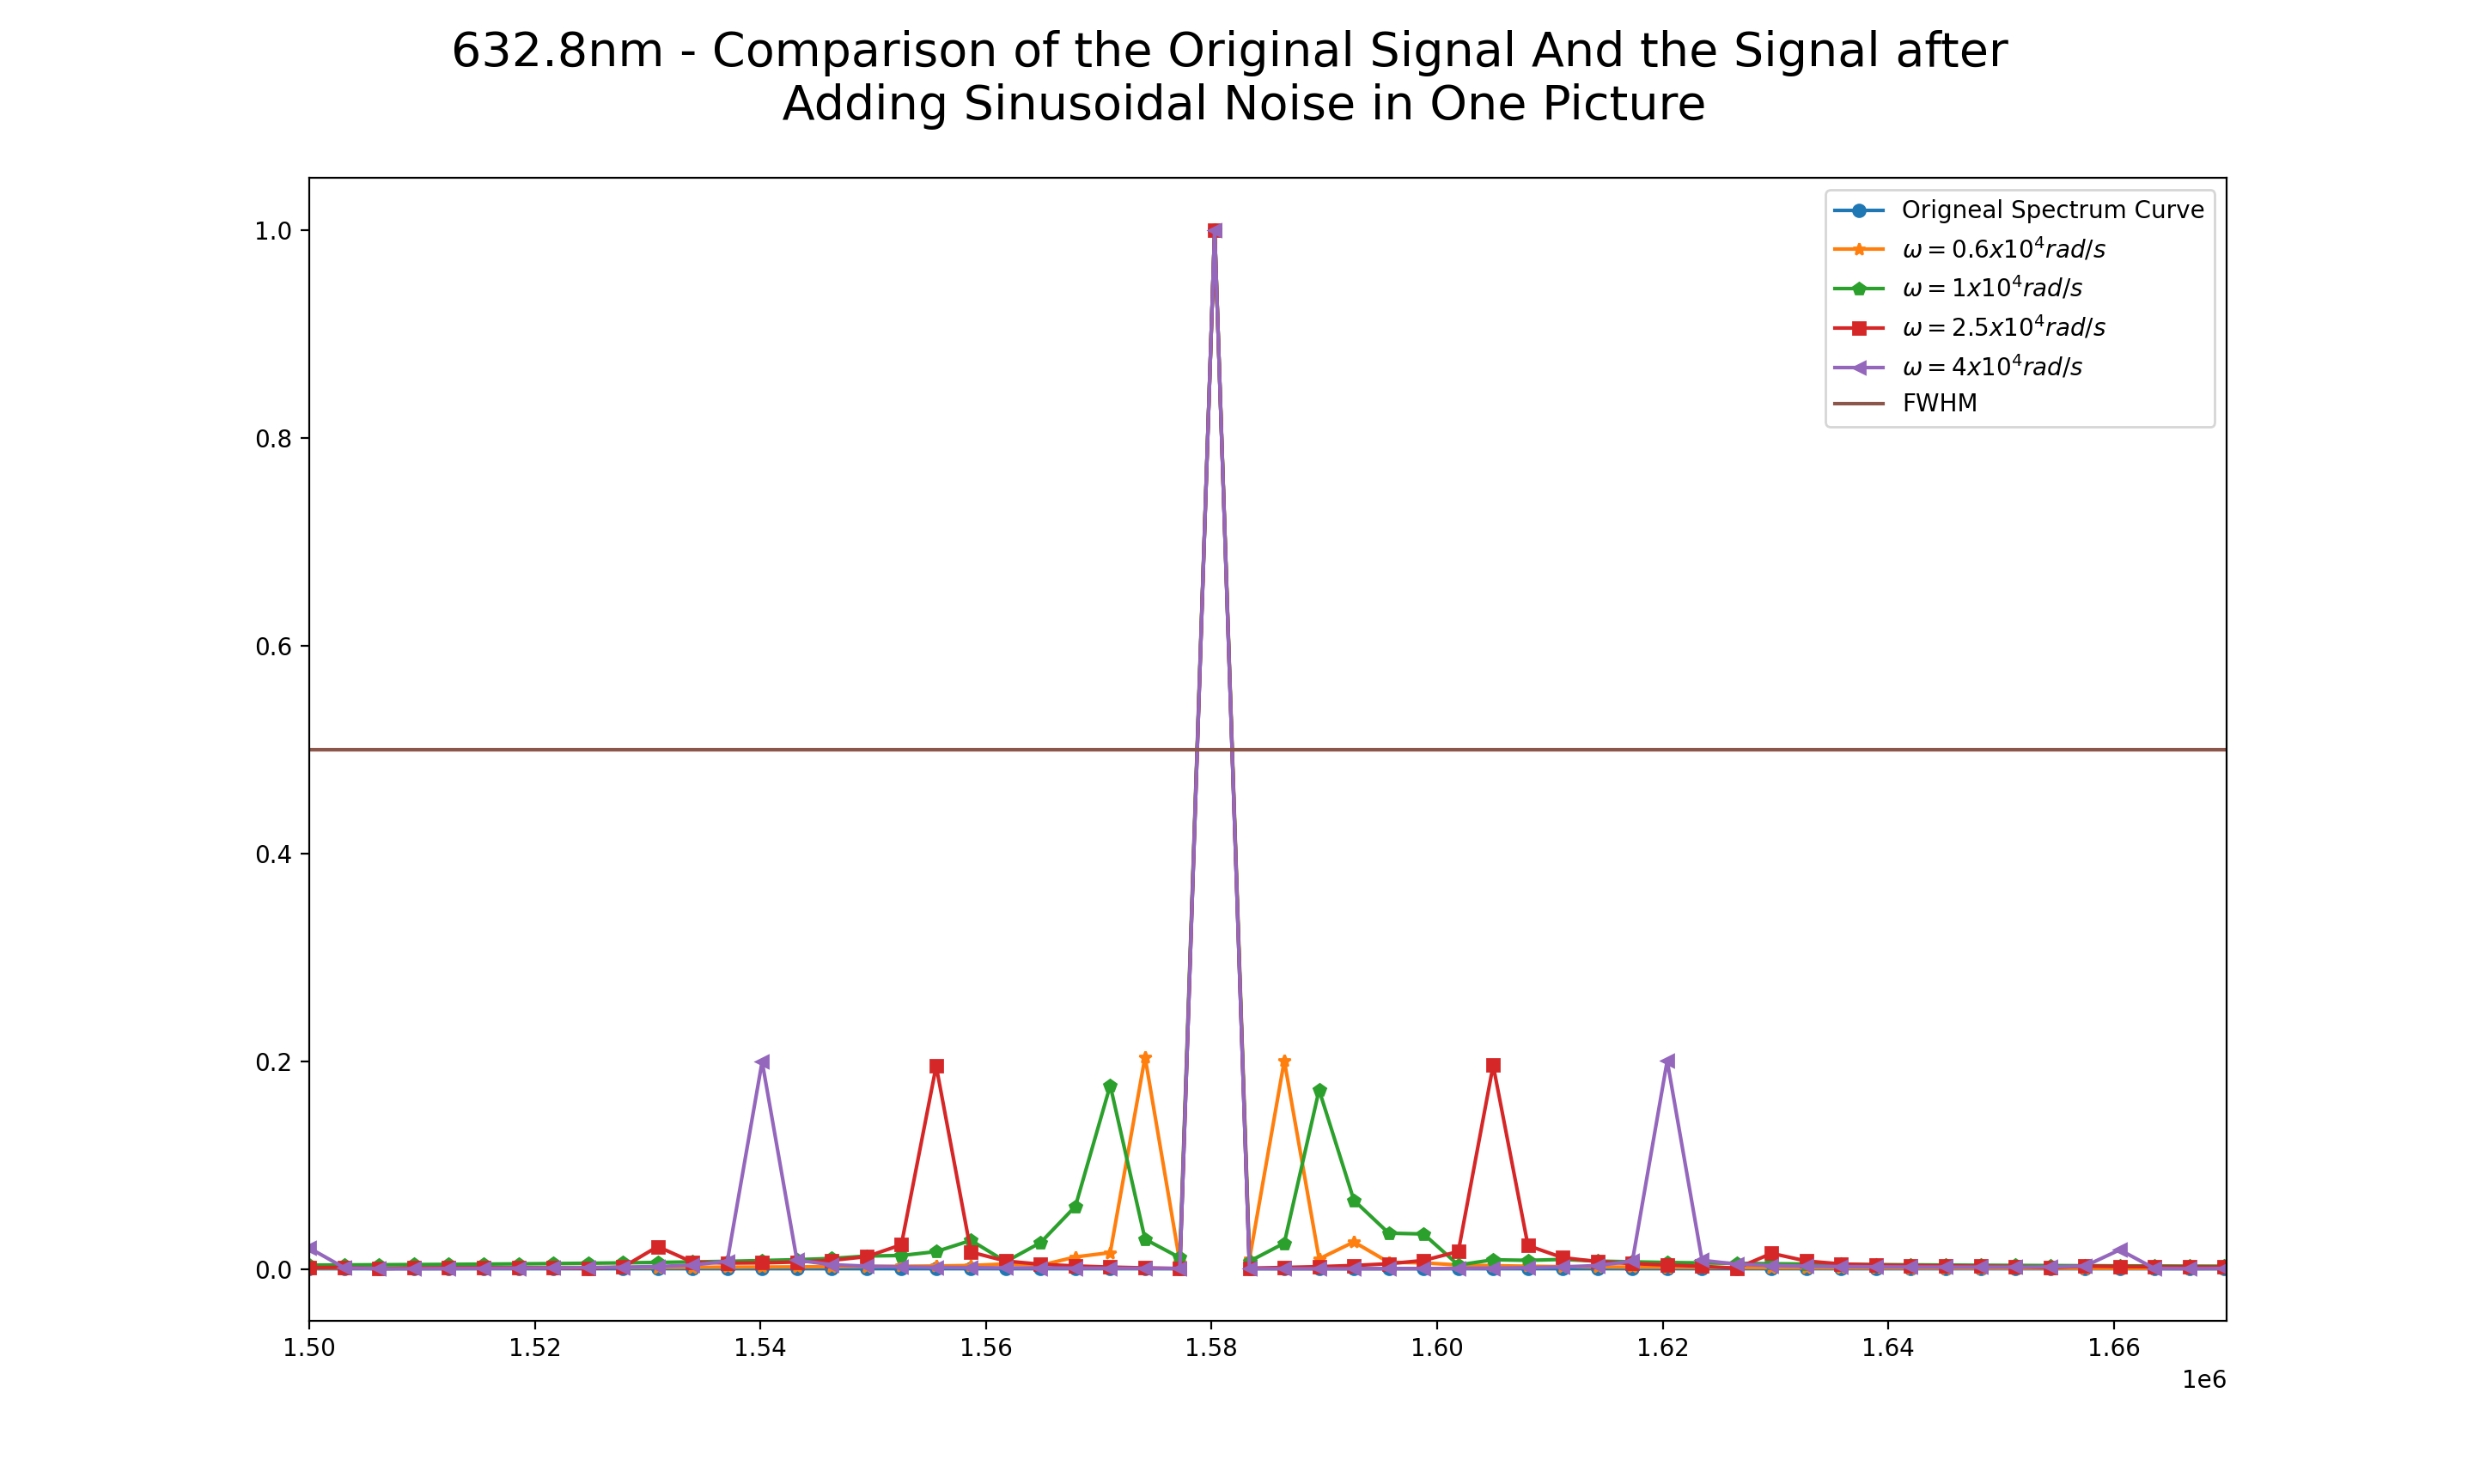 632.8nm - Comparison of the Original Signal And the Signal after
Adding Sinusoidal Noise in One Picture
Origneal Spectrum Curve
ω = 0.6x10⁴rad/s
ω = 1x10⁴rad/s
ω = 2.5x10⁴rad/s
ω = 4x10⁴rad/s
FWHM
1.0
0.8
0.6
0.4
0.2
0.0
1.50 1.52 1.54 1.56 1.58 1.60 1.62 1.64 1.66
1e6